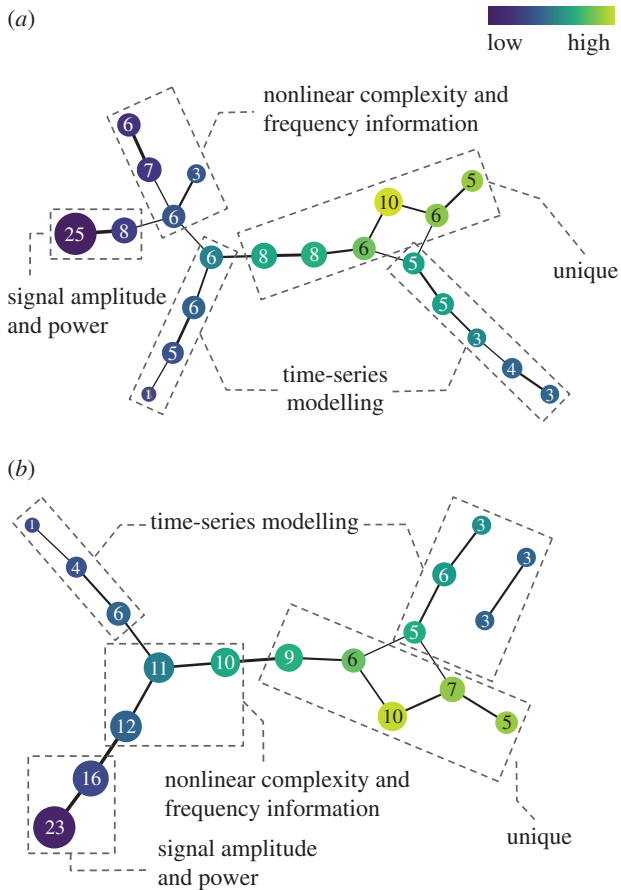 (a)
low high
nonlinear complexity and
frequency information
6
7
3
6
25
8
signal amplitude
and power
6
6
5
1
8
8
6
10
6
5
unique
5
5
3
4
3
time-series
modelling
(b)
1
4
6
time-series modelling
3
6
5
3
3
11
10
9
6
10
7
5
12
16
23
nonlinear complexity and
frequency information
signal amplitude
and power
unique